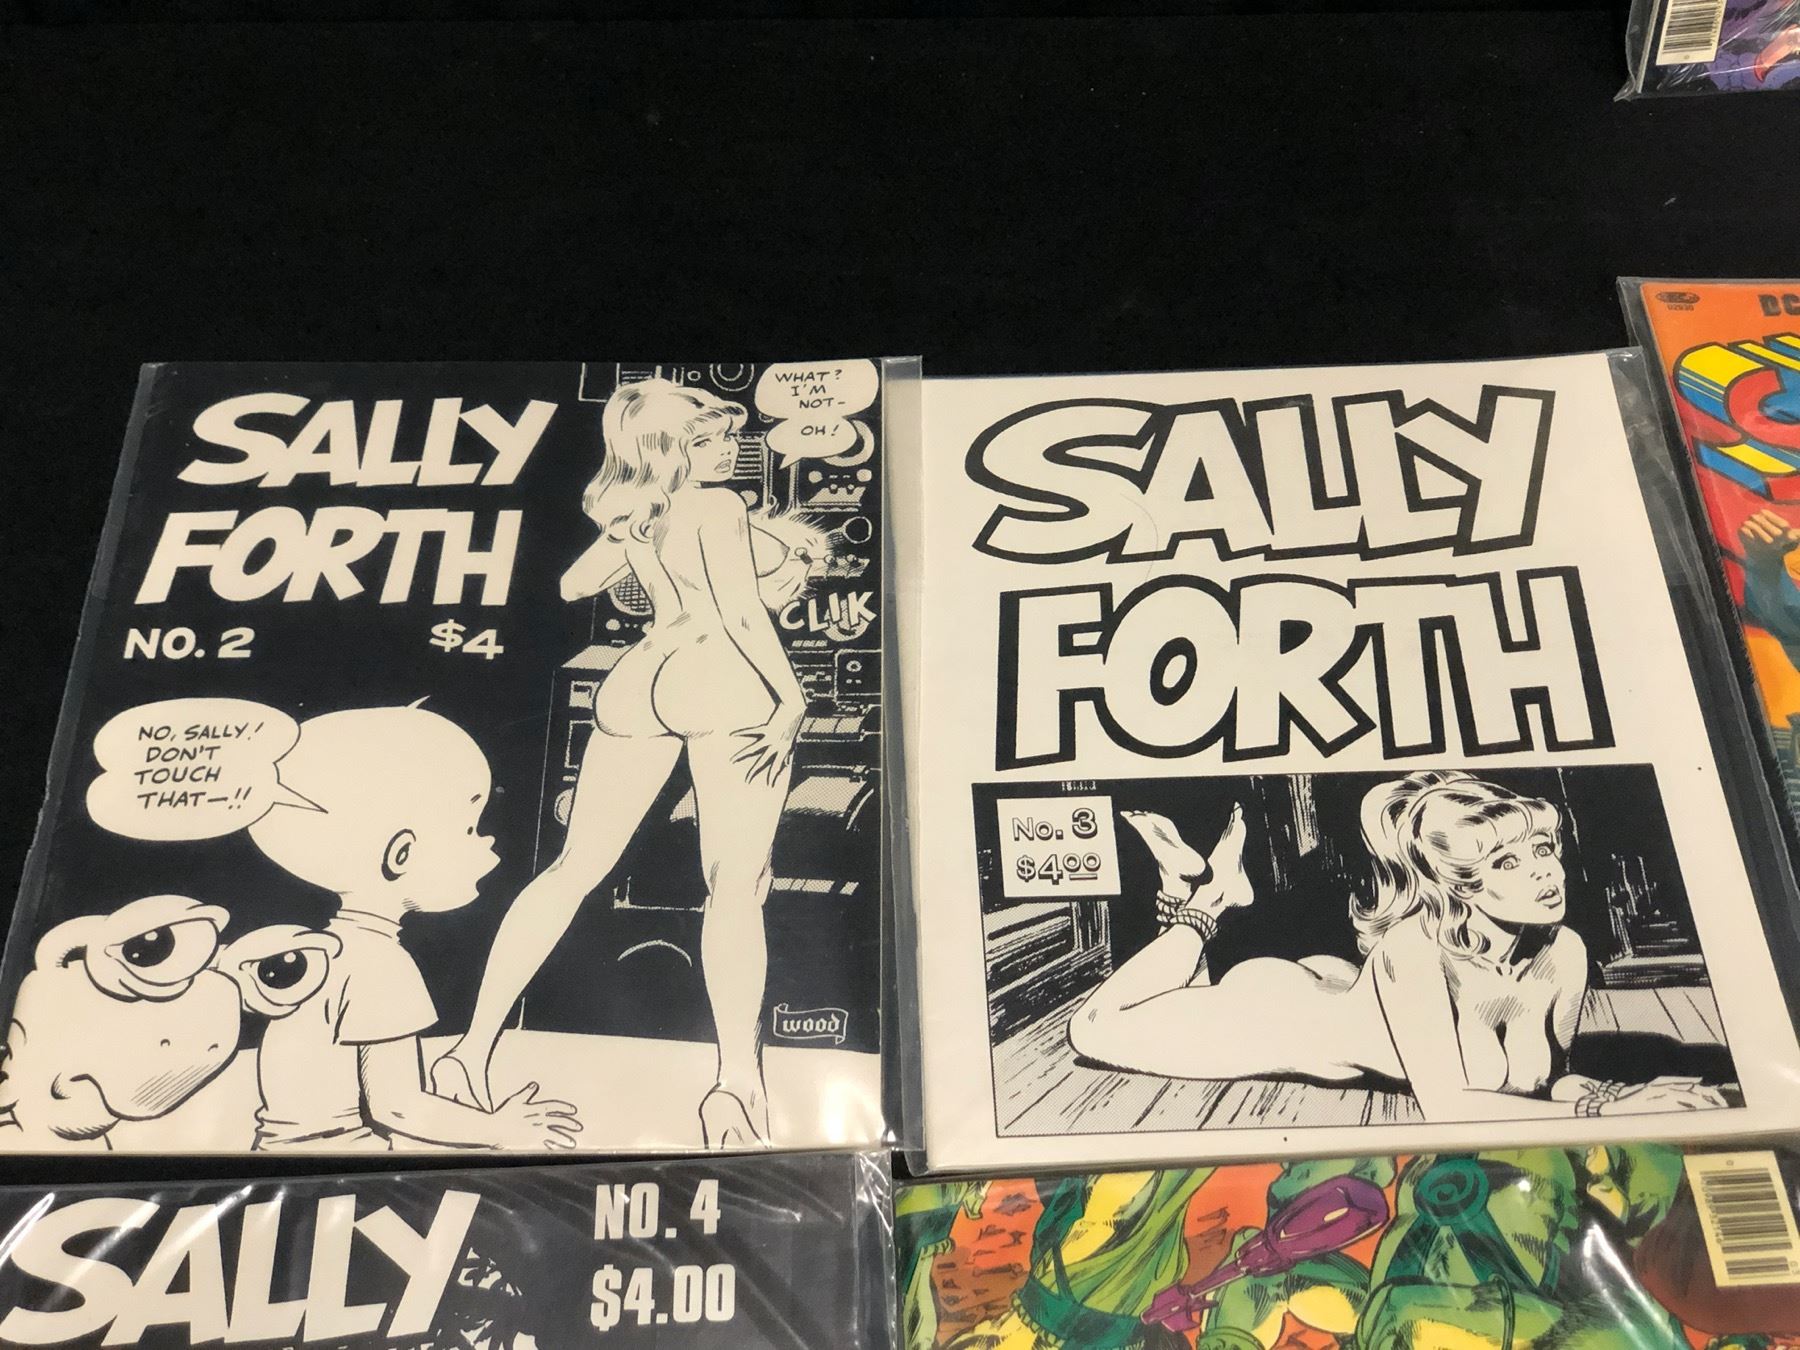 SALLY
FORTH
NO. 2 $4
WHAT?
I'M
NOT-
OH!
CLIK
NO, SALLY!
DON'T
TOUCH
THAT—!!
wood
SALLY
FORTH
No. 3
$4.00
SALLY
NO. 4
$4.00
DC